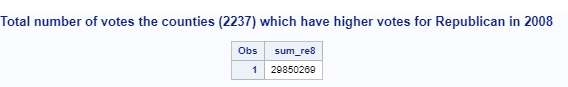 Total number of votes the counties (2237) which have higher votes for Republican in 2008
Obs sum_re8
1 29850269